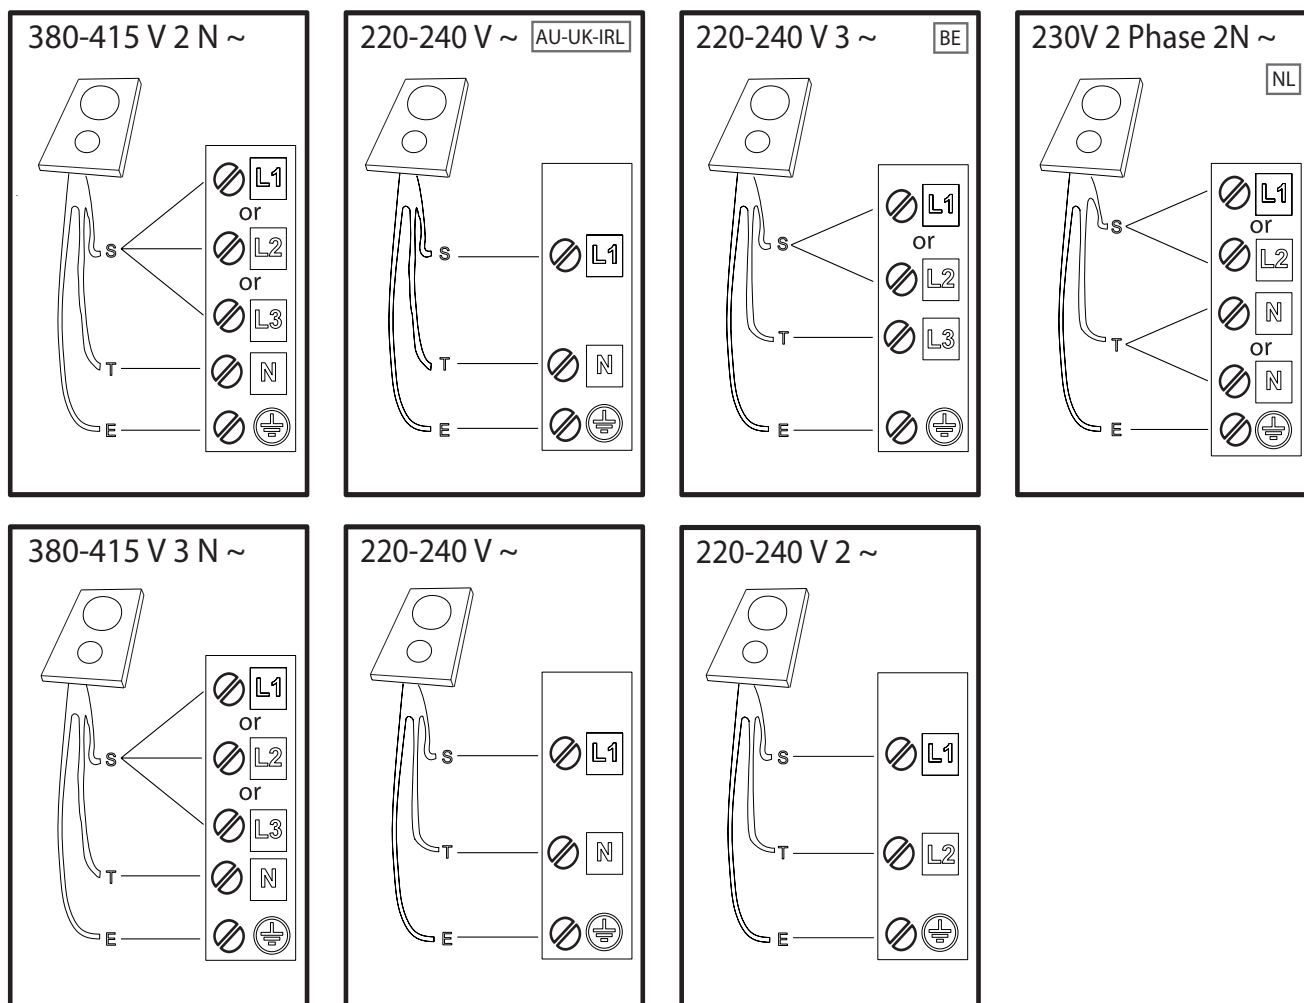 380-415 V 2 N ~
L1
or
S L2
or
L3
T N
E
220-240 V ~ AU-UK-IRL
S L1
T N
E
220-240 V 3 ~ BE
L1
or
S
L2
T L3
E
230V 2 Phase 2N ~
NL
L1
S or
L2
N
T or
N
E
380-415 V 3 N ~
L1
or
S L2
or
L3
T N
E
220-240 V ~
S L1
T N
E
220-240 V 2 ~
S L1
T L2
E